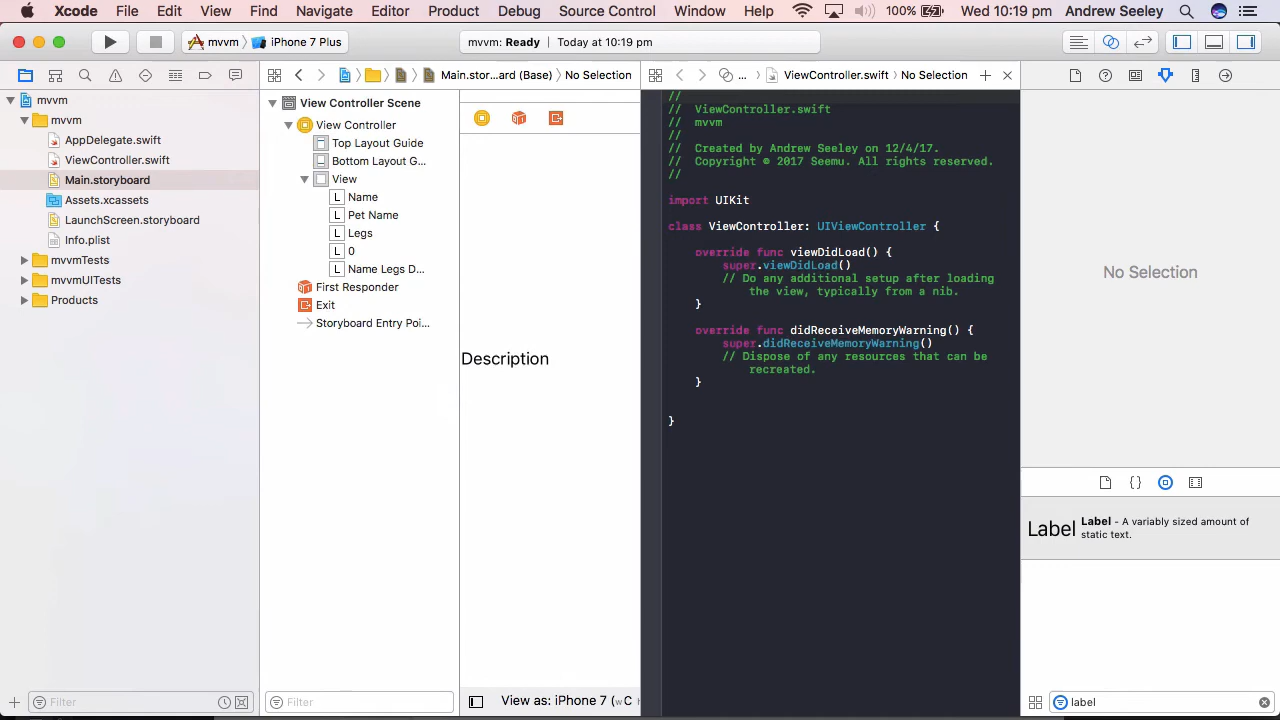 Xcode File Edit View Find Navigate Editor Product Debug Source Control Window Help 100% Wed 10:19 pm Andrew Seeley
mvvm iPhone 7 Plus
mvvm: Ready | Today at 10:19 pm
Main.stor...ard (Base) No Selection
... ViewController.swift No Selection
mvvm
mvvm
AppDelegate.swift
ViewController.swift
Main.storyboard
Assets.xcassets
LaunchScreen.storyboard
Info.plist
mvvmTests
mvvmUITests
Products
Filter
View Controller Scene
View Controller
Top Layout Guide
Bottom Layout G...
View
L Name
L Pet Name
L Legs
L 0
L Name Legs D...
First Responder
Exit
Storyboard Entry Poi...
Filter
Description
View as: iPhone 7 (wC
//
// ViewController.swift
// mvvm
//
// Created by Andrew Seeley on 12/4/17.
// Copyright © 2017 Seemu. All rights reserved.
//
import UIKit
class ViewController: UIViewController {
override func viewDidLoad() {
super.viewDidLoad()
// Do any additional setup after loading
the view, typically from a nib.
}
override func didReceiveMemoryWarning() {
super.didReceiveMemoryWarning()
// Dispose of any resources that can be
recreated.
}
}
No Selection
{}
Label Label - A variably sized amount of
static text.
label